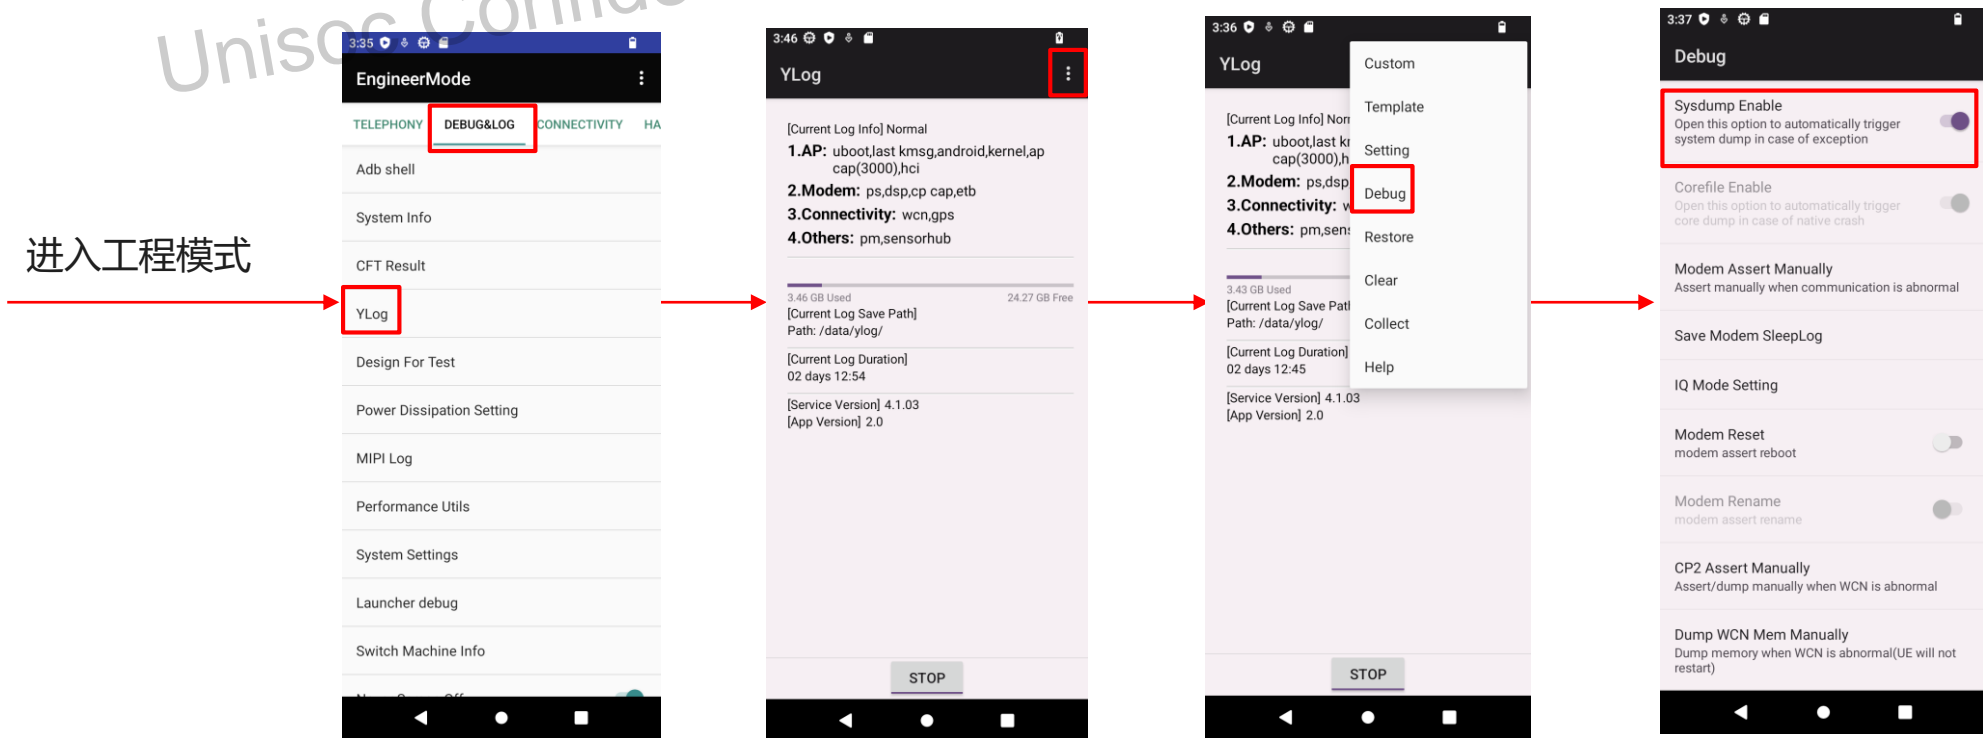 进入工程模式
3:35
EngineerMode
TELEPHONY DEBUG&LOG CONNECTIVITY HA
Adb shell
System Info
CFT Result
YLog
Design For Test
Power Dissipation Setting
MIPI Log
Performance Utils
System Settings
Launcher debug
Switch Machine Info
3:46
YLog
[Current Log Info] Normal
1.AP: uboot,last kmsg,android,kernel,ap
cap(3000),hci
2.Modem: ps,dsp,cp cap,etb
3.Connectivity: wcn,gps
4.Others: pm,sensorhub
3.46 GB Used 24.27 GB Free
[Current Log Save Path]
Path: /data/ylog/
[Current Log Duration]
02 days 12:54
[Service Version] 4.1.03
[App Version] 2.0
STOP
3:36
YLog
[Current Log Info] Norr
1.AP: uboot,last kr
cap(3000),h
2.Modem: ps,dsp
3.Connectivity: w
4.Others: pm,sens
3.43 GB Used
[Current Log Save Path
Path: /data/ylog/
[Current Log Duration]
02 days 12:45
[Service Version] 4.1.03
[App Version] 2.0
Custom
Template
Setting
Debug
Restore
Clear
Collect
Help
STOP
3:37
Debug
Sysdump Enable
Open this option to automatically trigger
system dump in case of exception
Corefile Enable
Open this option to automatically trigger
core dump in case of native crash
Modem Assert Manually
Assert manually when communication is abnormal
Save Modem SleepLog
IQ Mode Setting
Modem Reset
modem assert reboot
Modem Rename
modem assert rename
CP2 Assert Manually
Assert/dump manually when WCN is abnormal
Dump WCN Mem Manually
Dump memory when WCN is abnormal(UE will not
restart)